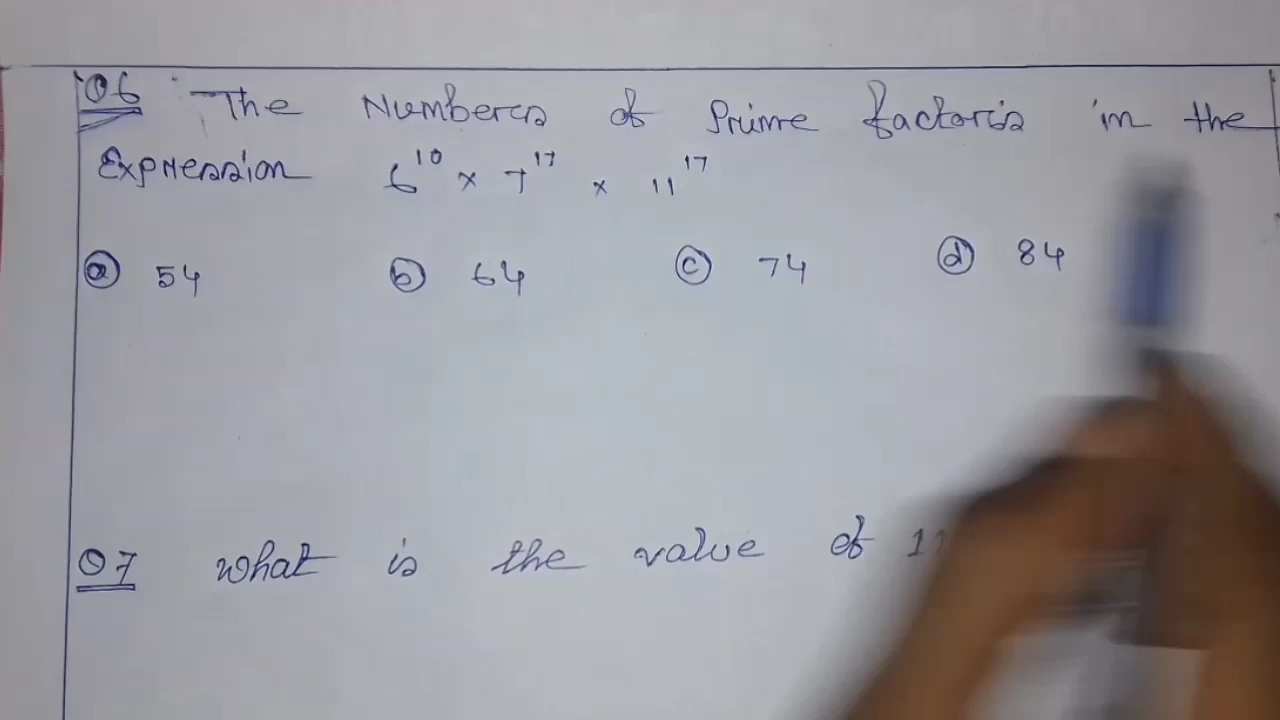 Q6 The Numbers of Prime factors in the
Expression 6^10 × 7^17 × 11^17
(a) 54 (b) 64 (c) 74 (d) 84
Q7 what is the value of